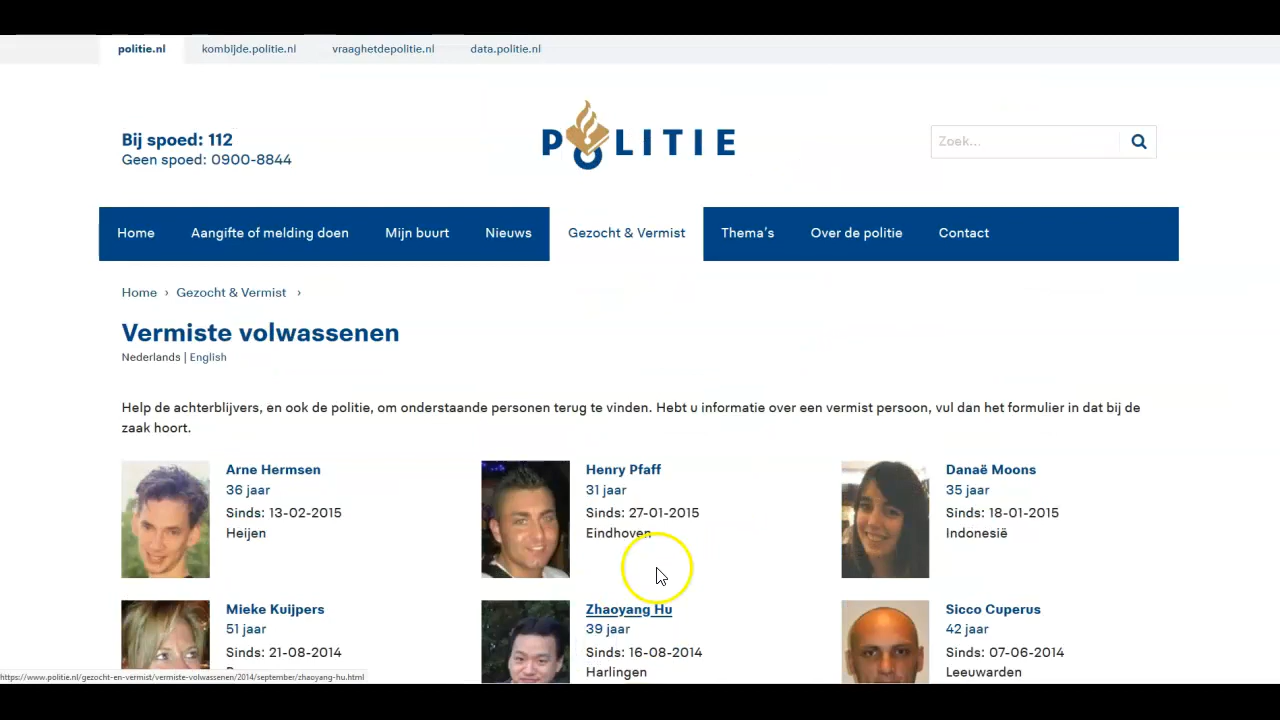 politie.nl kombijde.politie.nl vraaghetdepolitie.nl data.politie.nl
Bij spoed: 112
Geen spoed: 0900-8844
POLITIE
Zoek...
Home Aangifte of melding doen Mijn buurt Nieuws Gezocht & Vermist Thema's Over de politie Contact
Home › Gezocht & Vermist ›
Vermiste volwassenen
Nederlands | English
Help de achterblijvers, en ook de politie, om onderstaande personen terug te vinden. Hebt u informatie over een vermist persoon, vul dan het formulier in dat bij de
zaak hoort.
Arne Hermsen
36 jaar
Sinds: 13-02-2015
Heijen
Henry Pfaff
31 jaar
Sinds: 27-01-2015
Eindhoven
Danaë Moons
35 jaar
Sinds: 18-01-2015
Indonesië
Mieke Kuijpers
51 jaar
Sinds: 21-08-2014
Zhaoyang Hu
39 jaar
Sinds: 16-08-2014
Harlingen
Sicco Cuperus
42 jaar
Sinds: 07-06-2014
Leeuwarden
https://www.politie.nl/gezocht-en-vermist/vermiste-volwassenen/2014/september/zhaoyang-hu.html